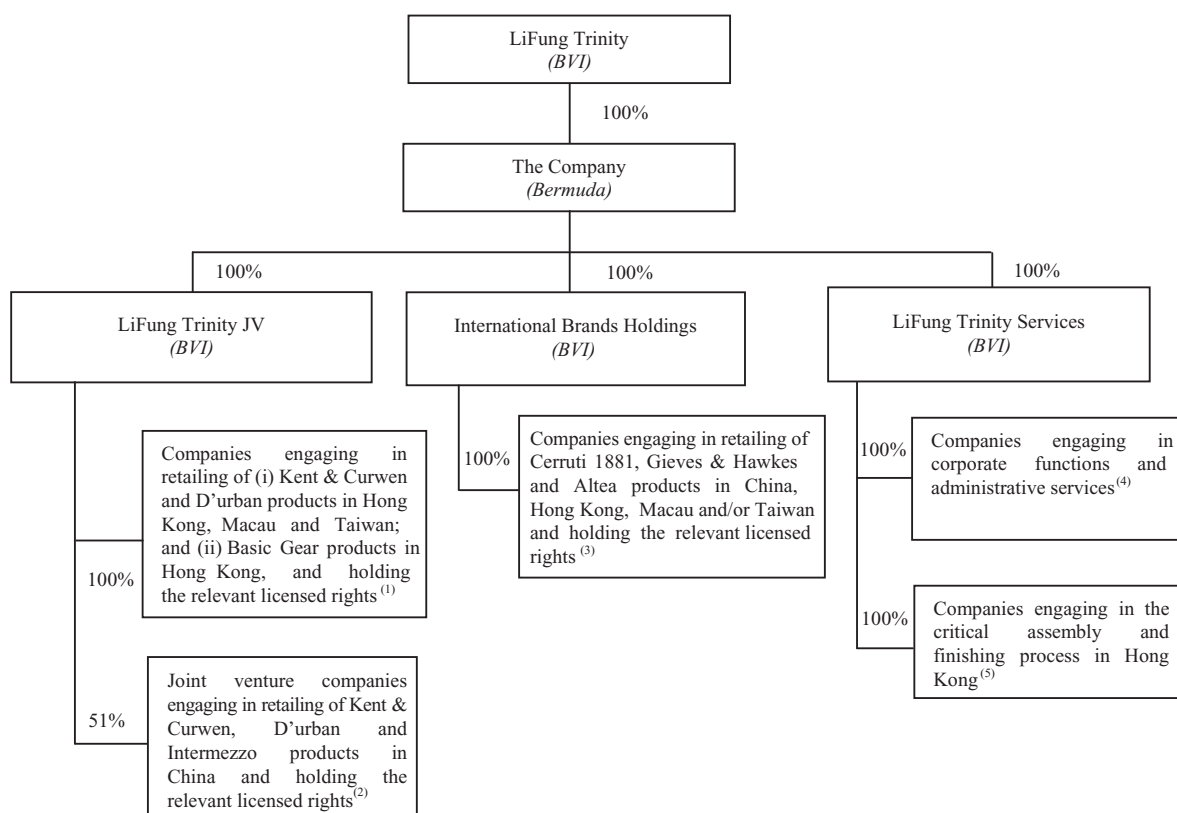 LiFung Trinity
(BVI)
100%
The Company
(Bermuda)
100%
100%
100%
LiFung Trinity JV
(BVI)
International Brands Holdings
(BVI)
LiFung Trinity Services
(BVI)
Companies engaging in
retailing of (i) Kent & Curwen
and D’urban products in Hong
Kong, Macau and Taiwan;
and (ii) Basic Gear products in
Hong Kong, and holding
the relevant licensed rights (1)
100%
Joint venture companies
engaging in retailing of Kent &
Curwen, D’urban and
Intermezzo products in
China and holding the
relevant licensed rights(2)
51%
100%
Companies engaging in retailing of
Cerruti 1881, Gieves & Hawkes
and Altea products in China,
Hong Kong, Macau and/or Taiwan
and holding the relevant licensed
rights (3)
100%
Companies engaging in
corporate functions and
administrative services(4)
100%
Companies engaging in the
critical assembly and
finishing process in Hong
Kong(5)